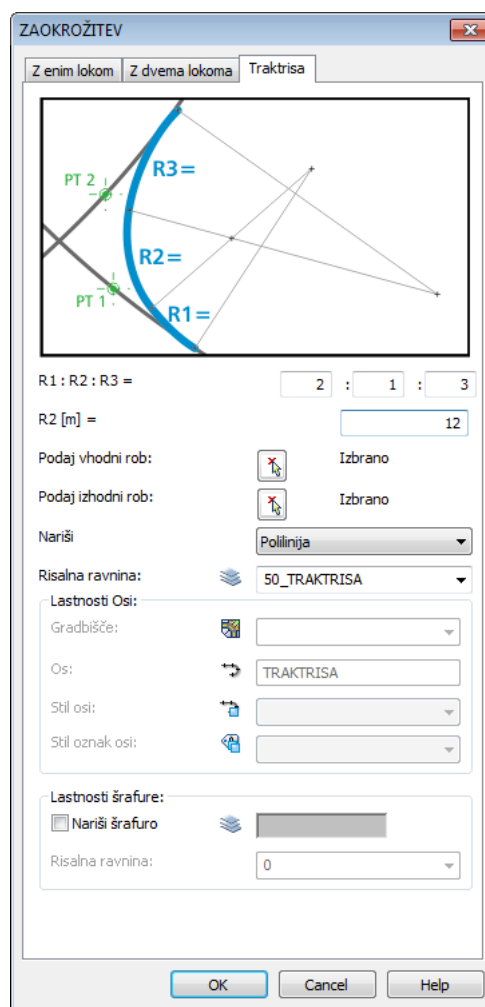 ZAOKROŽITEV
Z enim lokom Z dvema lokoma Traktrisa
R3=
PT 2
R2=
PT 1
R1=
R1 : R2 : R3 = 2 : 1 : 3
R2 [m] = 12
Podaj vhodni rob: Izbrano
Podaj izhodni rob: Izbrano
Nariši Polilinija
Risalna ravnina: 50_TRAKTRISA
Lastnosti Osi:
Gradbišče:
Os: TRAKTRISA
Stil osi:
Stil oznak osi:
Lastnosti šrafure:
Nariši šrafuro
Risalna ravnina: 0
OK Cancel Help